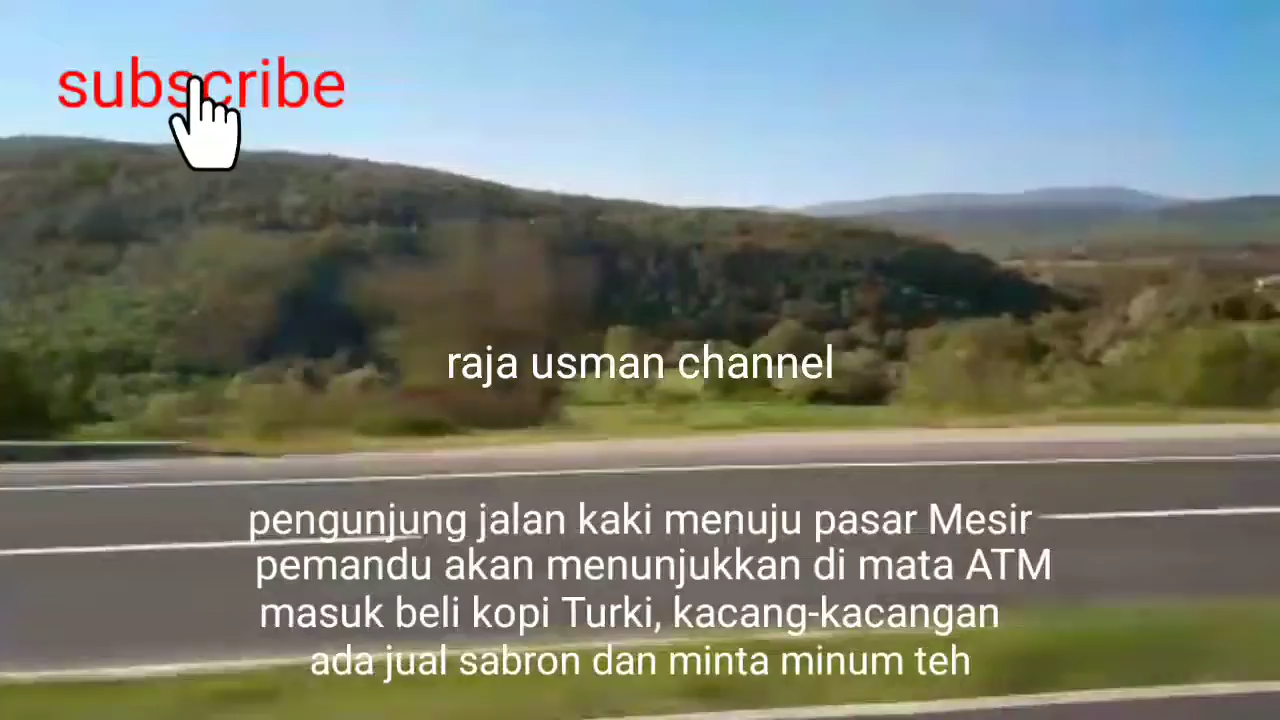 subscribe
raja usman channel
pengunjung jalan kaki menuju pasar Mesir
pemandu akan menunjukkan di mata ATM
masuk beli kopi Turki, kacang-kacangan
ada jual sabron dan minta minum teh